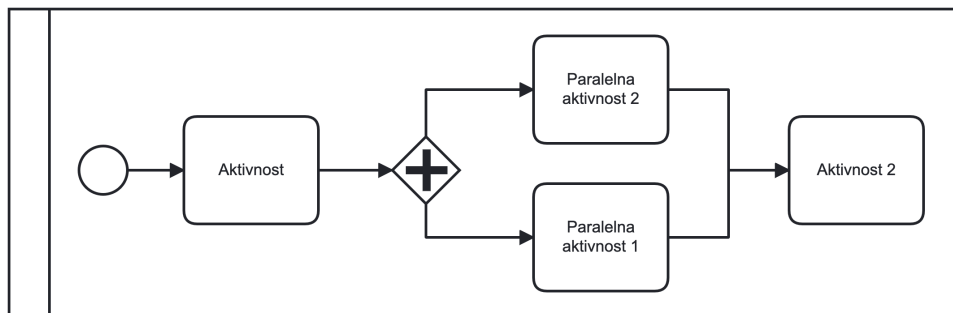 Aktivnost
Paralelna
aktivnost 2
Paralelna
aktivnost 1
Aktivnost 2